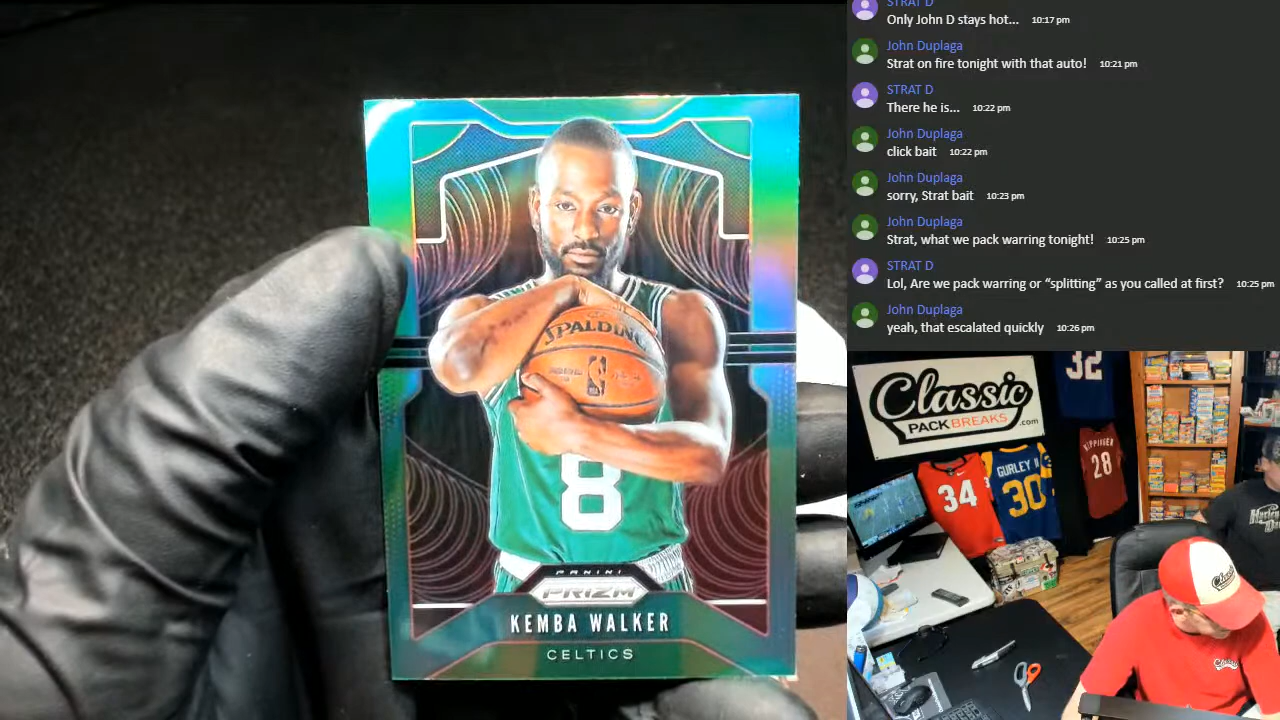 SPALDING
8
PANINI
PRIZM
KEMBA WALKER
CELTICS
STRAT D
Only John D stays hot... 10:17 pm
John Duplaga
Strat on fire tonight with that auto! 10:21 pm
STRAT D
There he is... 10:22 pm
John Duplaga
click bait 10:22 pm
John Duplaga
sorry, Strat bait 10:23 pm
John Duplaga
Strat, what we pack warring tonight! 10:25 pm
STRAT D
Lol, Are we pack warring or “splitting” as you called at first? 10:25 pm
John Duplaga
yeah, that escalated quickly 10:26 pm
Classic
PACK BREAKS.com
32
34
GURLEY II
30
28
Classic